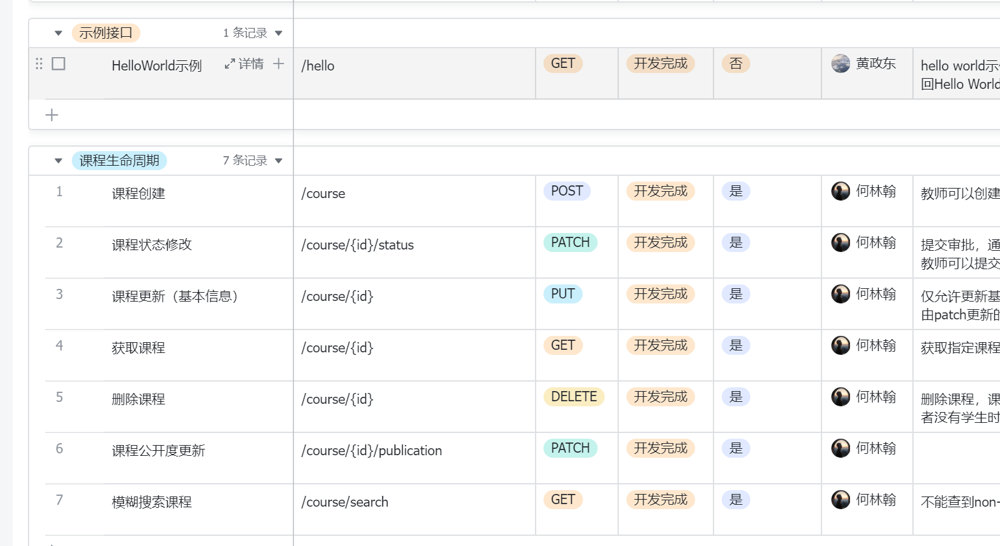 示例接口 1 条记录
HelloWorld示例 详情 /hello GET 开发完成 否 黄政东 hello world示
回Hello World
课程生命周期 7 条记录
1 课程创建 /course POST 开发完成 是 何林翰 教师可以创建
2 课程状态修改 /course/{id}/status PATCH 开发完成 是 何林翰 提交审批，通
教师可以提交
3 课程更新（基本信息） /course/{id} PUT 开发完成 是 何林翰 仅允许更新基
由patch更新的
4 获取课程 /course/{id} GET 开发完成 是 何林翰 获取指定课程
5 删除课程 /course/{id} DELETE 开发完成 是 何林翰 删除课程，课
者没有学生时
6 课程公开度更新 /course/{id}/publication PATCH 开发完成 是 何林翰
7 模糊搜索课程 /course/search GET 开发完成 是 何林翰 不能查到non-